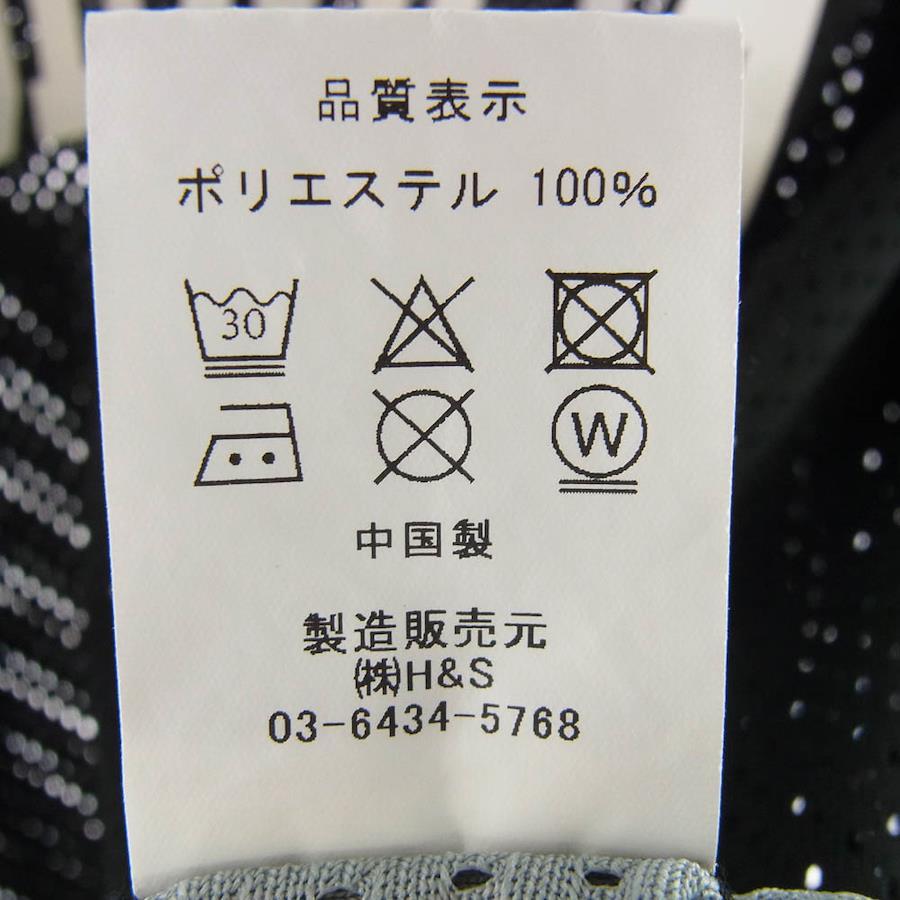 品質表示
ポリエステル 100%
30
W
中国製
製造販売元
㈱H&S
03-6434-5768